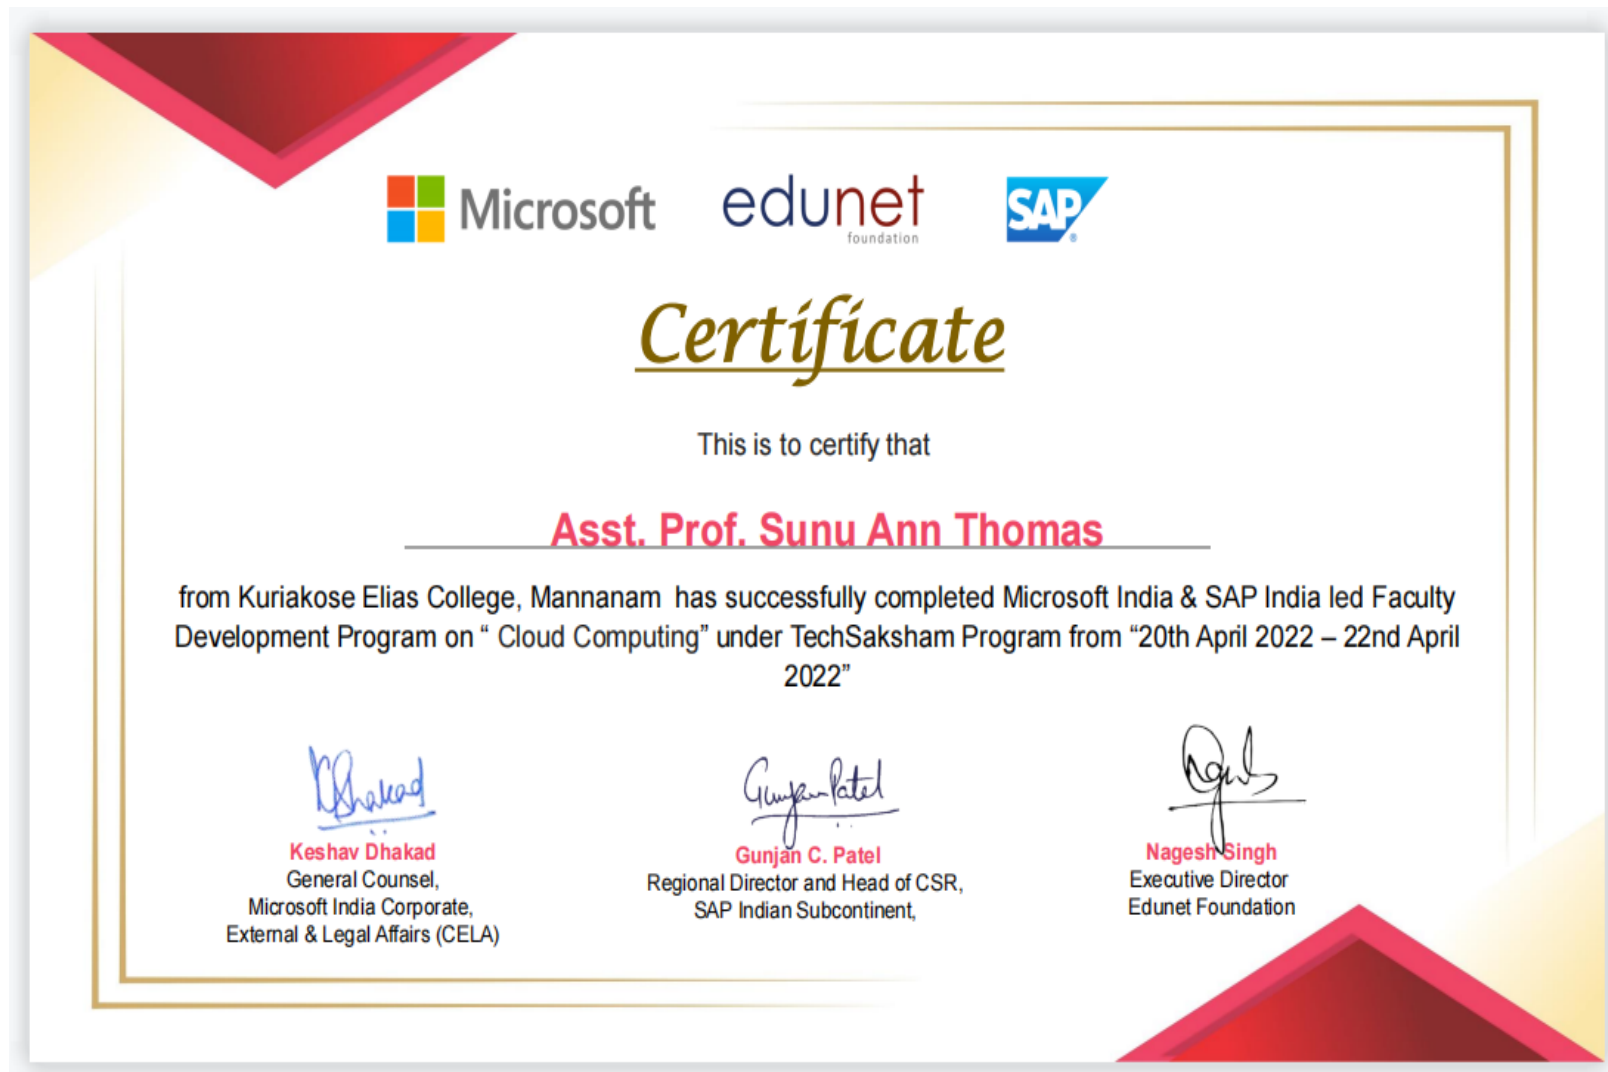 Microsoft edunet foundation SAP®
Certificate
This is to certify that
Asst. Prof. Sunu Ann Thomas
from Kuriakose Elias College, Mannanam has successfully completed Microsoft India & SAP India led Faculty
Development Program on “ Cloud Computing” under TechSaksham Program from “20th April 2022 – 22nd April
2022”
KDhakad
Gunjan Patel
Keshav Dhakad
General Counsel,
Microsoft India Corporate,
External & Legal Affairs (CELA)
Gunjan C. Patel
Regional Director and Head of CSR,
SAP Indian Subcontinent,
Nagesh Singh
Executive Director
Edunet Foundation